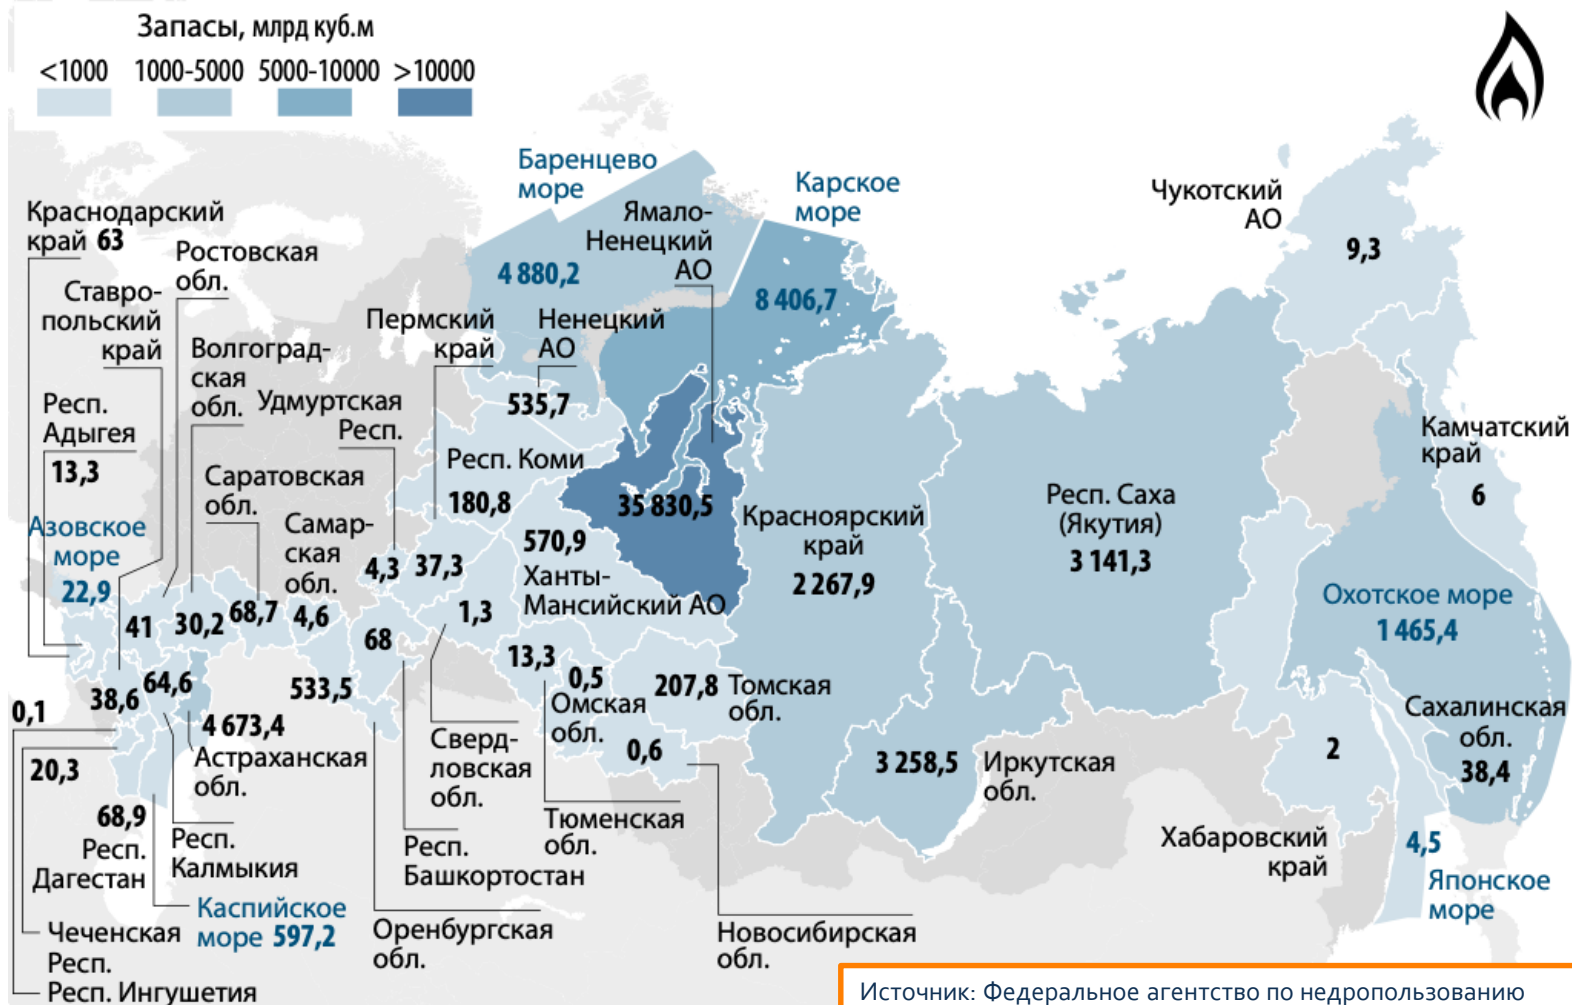 Запасы, млрд куб.м
<1000
1000-5000
5000-10000
>10000
Баренцево
море
4 880,2
Карское
море
8 406,7
Ямало-
Ненецкий
АО
35 830,5
Чукотский
АО
9,3
Краснодарский
край 63
Ростовская
обл.
41
Ставро-
польский
край
38,6
Волгоград-
ская
обл.
30,2
Пермский
край
37,3
Ненецкий
АО
535,7
Удмуртская
Респ.
4,3
Респ.
Адыгея
13,3
Саратовская
обл.
68,7
Самар-
ская
обл.
4,6
Респ. Коми
180,8
570,9
Ханты-
Мансийский АО
Красноярский
край
2 267,9
Респ. Саха
(Якутия)
3 141,3
Камчатский
край
6
Азовское
море
22,9
Охотское море
1 465,4
Сахалинская
обл.
38,4
68
1,3
13,3
0,5
Омская
обл.
207,8
Томская
обл.
0,6
64,6
533,5
4 673,4
Астраханская
обл.
0,1
20,3
68,9
Респ.
Дагестан
Респ.
Калмыкия
Каспийское
море 597,2
Чеченская
Респ.
Респ. Ингушетия
Сверд-
ловская
обл.
Тюменская
обл.
Респ.
Башкортостан
Оренбургская
обл.
Новосибирская
обл.
3 258,5
Иркутская
обл.
2
Хабаровский
край
4,5
Японское
море
Источник: Федеральное агентство по недропользованию